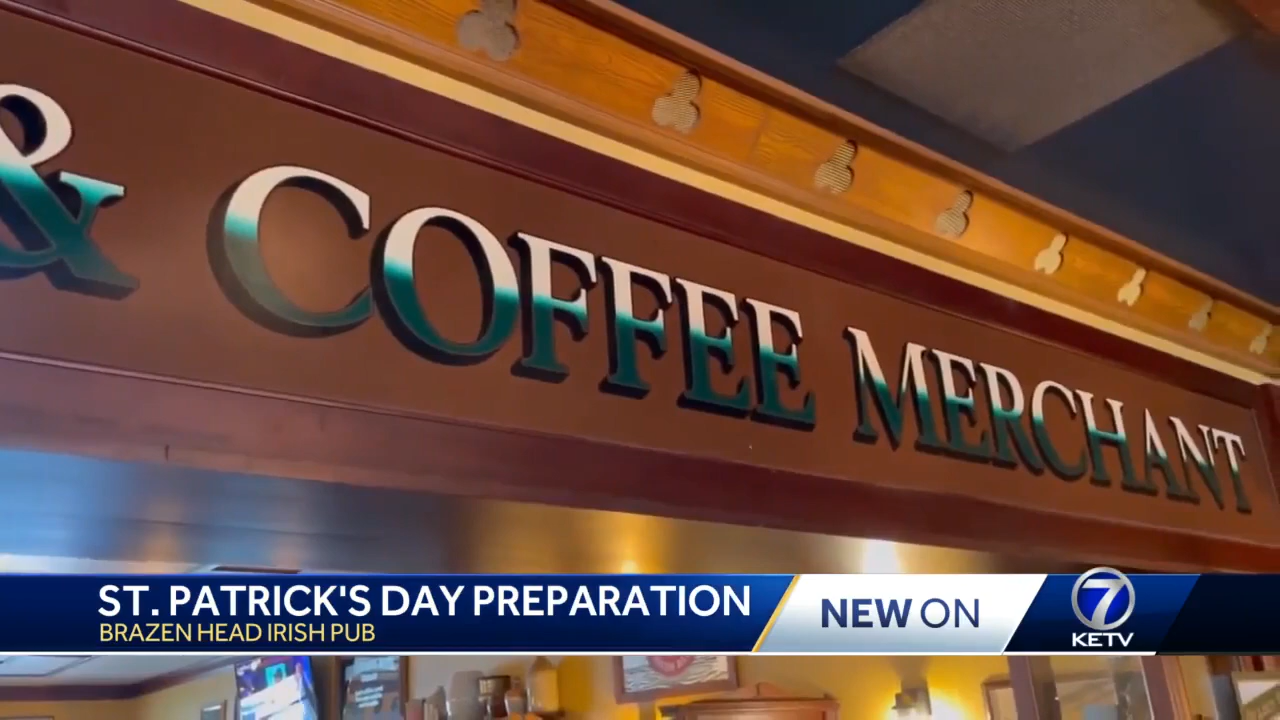 & COFFEE MERCHANT
ST. PATRICK'S DAY PREPARATION
BRAZEN HEAD IRISH PUB
NEW ON
7
KETV